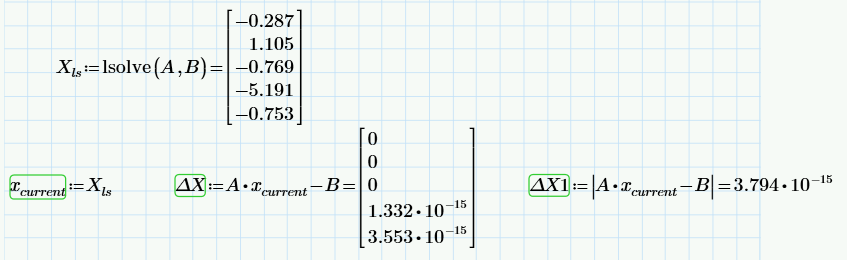 X_ls:=lsolve(A,B)=[−0.287
1.105
−0.769
−5.191
−0.753]
x_current:=X_ls
ΔX:=A•x_current−B=[0
0
0
1.332•10^−15
3.553•10^−15]
ΔX1:=|A•x_current−B|=3.794•10^−15